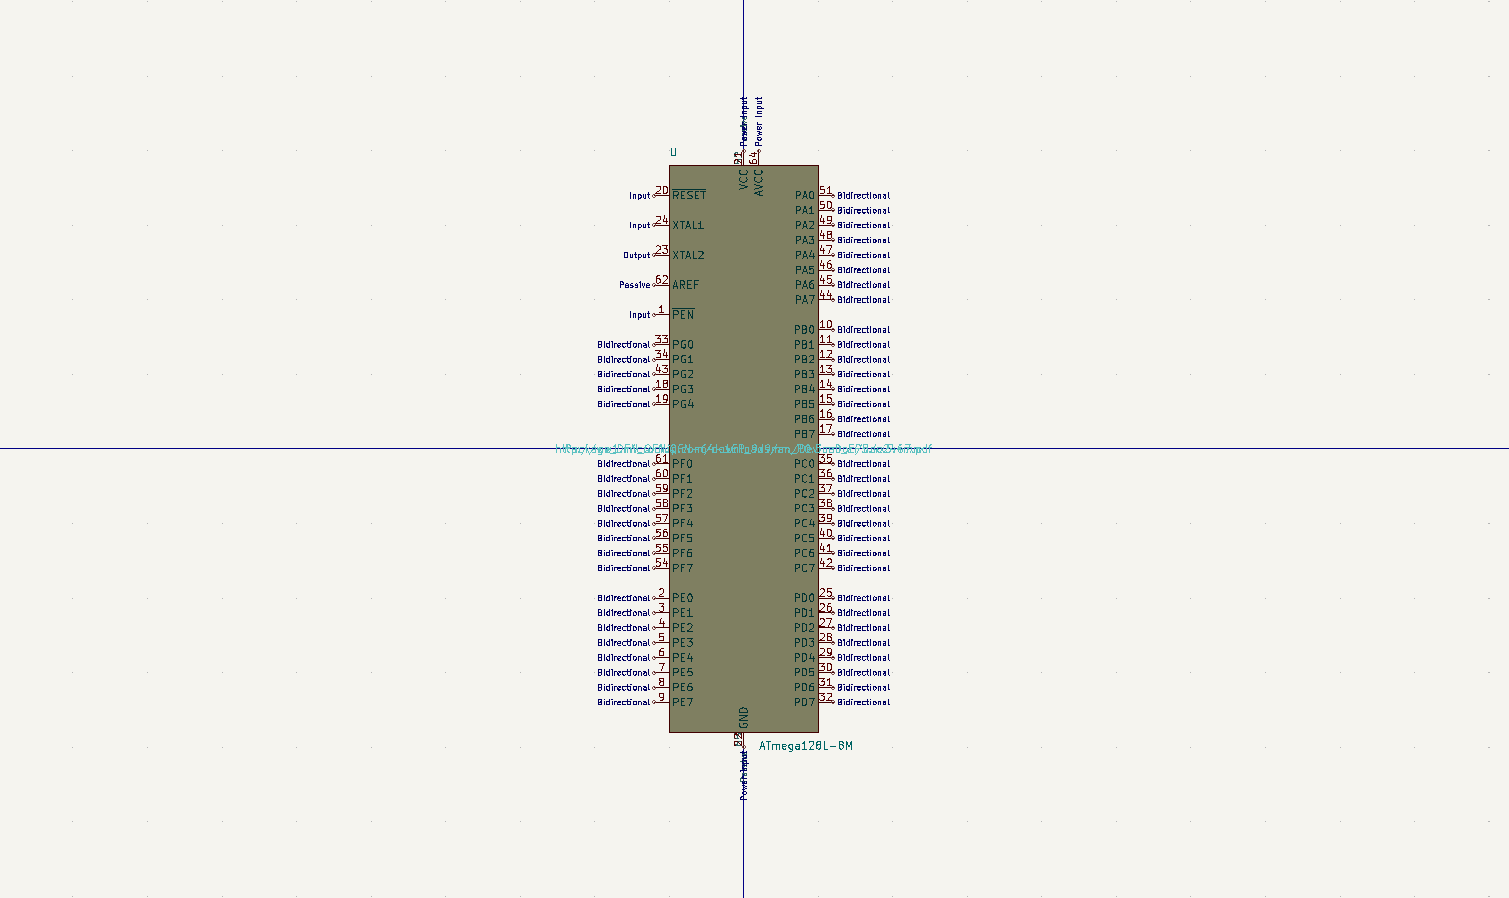 Power Input
U
64
VCC
AVCC
Input 20 RESET PA0 51 Bidirectional
PA1 50 Bidirectional
Input 24 XTAL1 PA2 49 Bidirectional
PA3 48 Bidirectional
Output 23 XTAL2 PA4 47 Bidirectional
PA5 46 Bidirectional
Passive 62 AREF PA6 45 Bidirectional
PA7 44 Bidirectional
Input 1 PEN
PB0 10 Bidirectional
Bidirectional 33 PG0 PB1 11 Bidirectional
Bidirectional 34 PG1 PB2 12 Bidirectional
Bidirectional 43 PG2 PB3 13 Bidirectional
Bidirectional 18 PG3 PB4 14 Bidirectional
Bidirectional 19 PG4 PB5 15 Bidirectional
PB6 16 Bidirectional
PB7 17 Bidirectional
Bidirectional 61 PF0 PC0 35 Bidirectional
Bidirectional 60 PF1 PC1 36 Bidirectional
Bidirectional 59 PF2 PC2 37 Bidirectional
Bidirectional 58 PF3 PC3 38 Bidirectional
Bidirectional 57 PF4 PC4 39 Bidirectional
Bidirectional 56 PF5 PC5 40 Bidirectional
Bidirectional 55 PF6 PC6 41 Bidirectional
Bidirectional 54 PF7 PC7 42 Bidirectional
Bidirectional 2 PE0 PD0 25 Bidirectional
Bidirectional 3 PE1 PD1 26 Bidirectional
Bidirectional 4 PE2 PD2 27 Bidirectional
Bidirectional 5 PE3 PD3 28 Bidirectional
Bidirectional 6 PE4 PD4 29 Bidirectional
Bidirectional 7 PE5 PD5 30 Bidirectional
Bidirectional 8 PE6 PD6 31 Bidirectional
Bidirectional 9 PE7 PD7 32 Bidirectional
GND
ATmega128L-8M